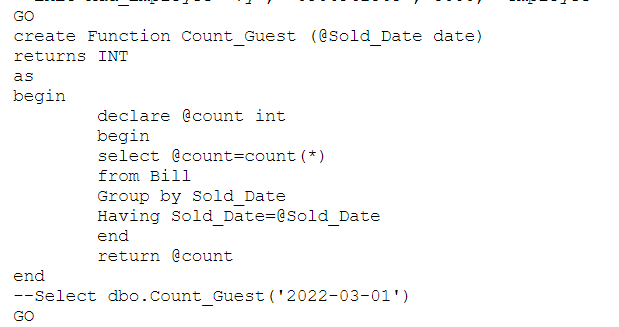 GO
create Function Count_Guest (@Sold_Date date)
returns INT
as
begin
declare @count int
begin
select @count=count(*)
from Bill
Group by Sold_Date
Having Sold_Date=@Sold_Date
end
return @count
end
--Select dbo.Count_Guest('2022-03-01')
GO